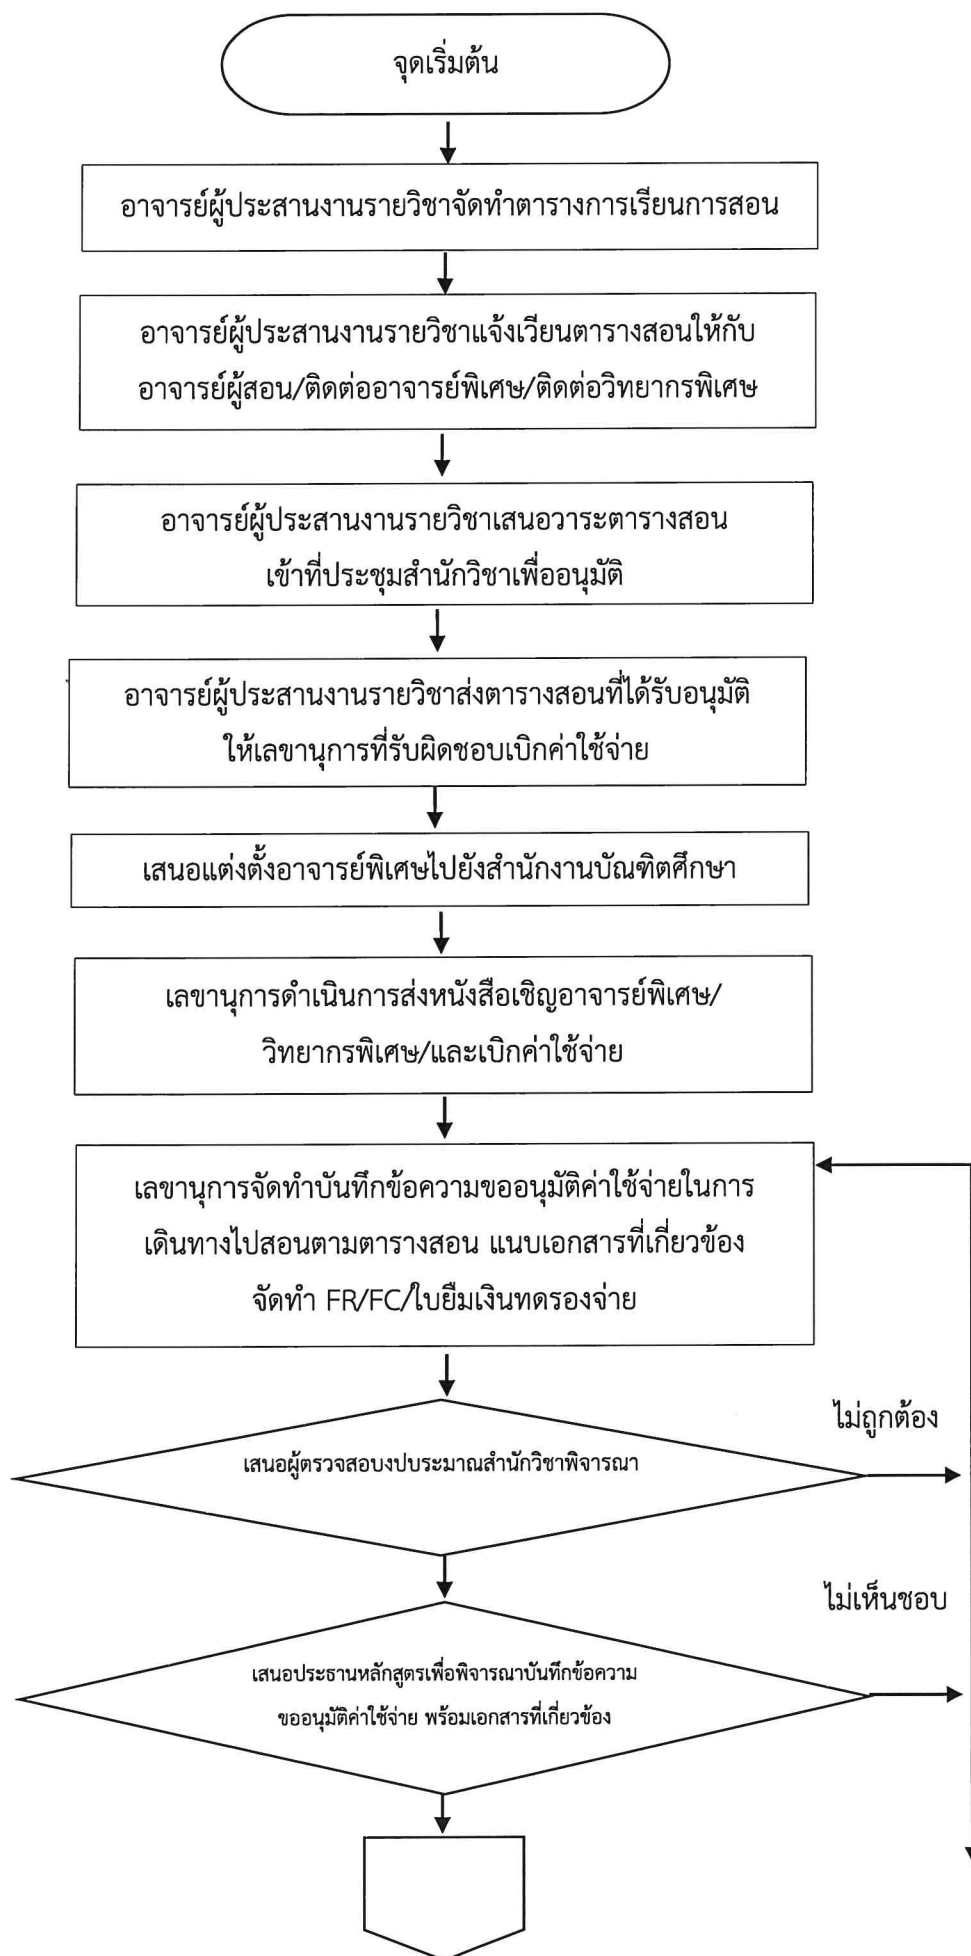 จุดเริ่มต้น
อาจารย์ผู้ประสานงานรายวิชาจัดทำตารางการเรียนการสอน
อาจารย์ผู้ประสานงานรายวิชาแจ้งเวียนตารางสอนให้กับ
อาจารย์ผู้สอน/ติดต่ออาจารย์พิเศษ/ติดต่อวิทยากรพิเศษ
อาจารย์ผู้ประสานงานรายวิชาเสนอวาระตารางสอน
เข้าที่ประชุมสำนักวิชาเพื่ออนุมัติ
อาจารย์ผู้ประสานงานรายวิชาส่งตารางสอนที่ได้รับอนุมัติ
ให้เลขานุการที่รับผิดชอบเบิกค่าใช้จ่าย
เสนอแต่งตั้งอาจารย์พิเศษไปยังสำนักงานบัณฑิตศึกษา
เลขานุการดำเนินการส่งหนังสือเชิญอาจารย์พิเศษ/
วิทยากรพิเศษ/และเบิกค่าใช้จ่าย
เลขานุการจัดทำบันทึกข้อความขออนุมัติค่าใช้จ่ายในการ
เดินทางไปสอนตามตารางสอน แนบเอกสารที่เกี่ยวข้อง
จัดทำ FR/FC/ใบยืมเงินทดรองจ่าย
ไม่ถูกต้อง
เสนอผู้ตรวจสอบงปบระมาณสำนักวิชาพิจารณา
ไม่เห็นชอบ
เสนอประธานหลักสูตรเพื่อพิจารณาบันทึกข้อความ
ขออนุมัติค่าใช้จ่าย พร้อมเอกสารที่เกี่ยวข้อง